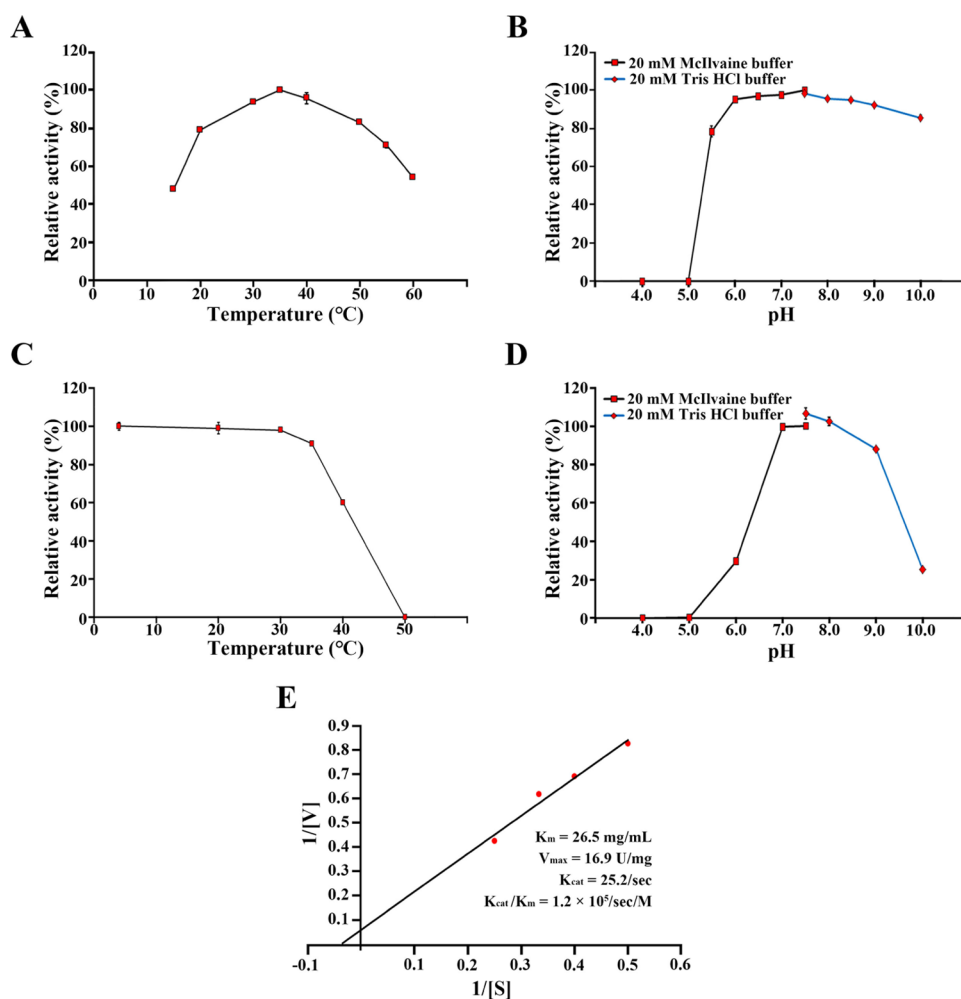 A
Relative activity (%)
120
100
80
60
40
20
0
0 10 20 30 40 50 60
Temperature (°C)
B
Relative activity (%)
120
100
80
60
40
20
0
20 mM McIlvaine buffer
20 mM Tris HCl buffer
4.0 5.0 6.0 7.0 8.0 9.0 10.0
pH
C
Relative activity (%)
120
100
80
60
40
20
0
0 10 20 30 40 50
Temperature (°C)
D
Relative activity (%)
120
100
80
60
40
20
0
20 mM McIlvaine buffer
20 mM Tris HCl buffer
4.0 5.0 6.0 7.0 8.0 9.0 10.0
pH
E
1/[V]
0.9
0.8
0.7
0.6
0.5
0.4
0.3
0.2
0.1
Km = 26.5 mg/mL
Vmax = 16.9 U/mg
Kcat = 25.2/sec
Kcat/Km = 1.2 × 10⁵/sec/M
-0.1 0.1 0.2 0.3 0.4 0.5 0.6
1/[S]